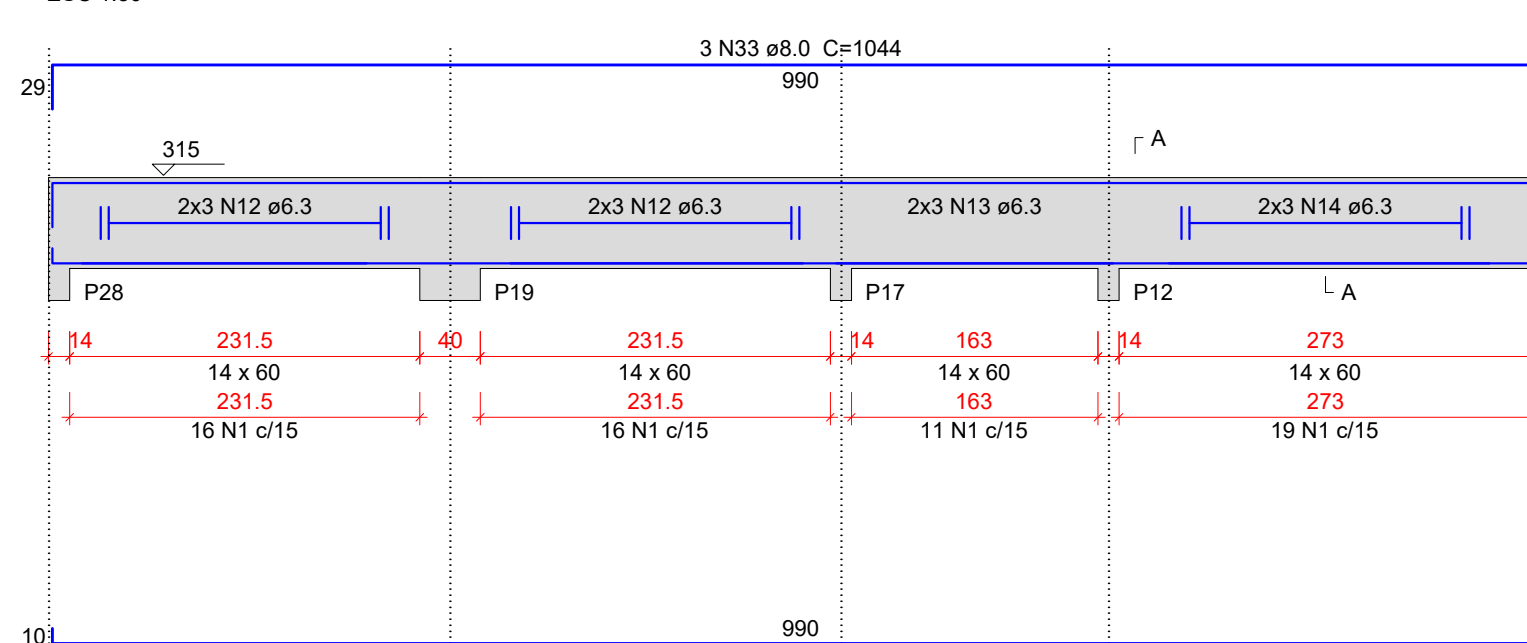 3 N33 ø8.0 C=1044
990
29
A
315
2x3 N12 ø6.3 2x3 N12 ø6.3 2x3 N13 ø6.3 2x3 N14 ø6.3
P28 P19 P17 P12 A
14 231.5 40 231.5 14 163 14 273
14 x 60 14 x 60 14 x 60 14 x 60
231.5 231.5 163 273
16 N1 c/15 16 N1 c/15 11 N1 c/15 19 N1 c/15
990
10